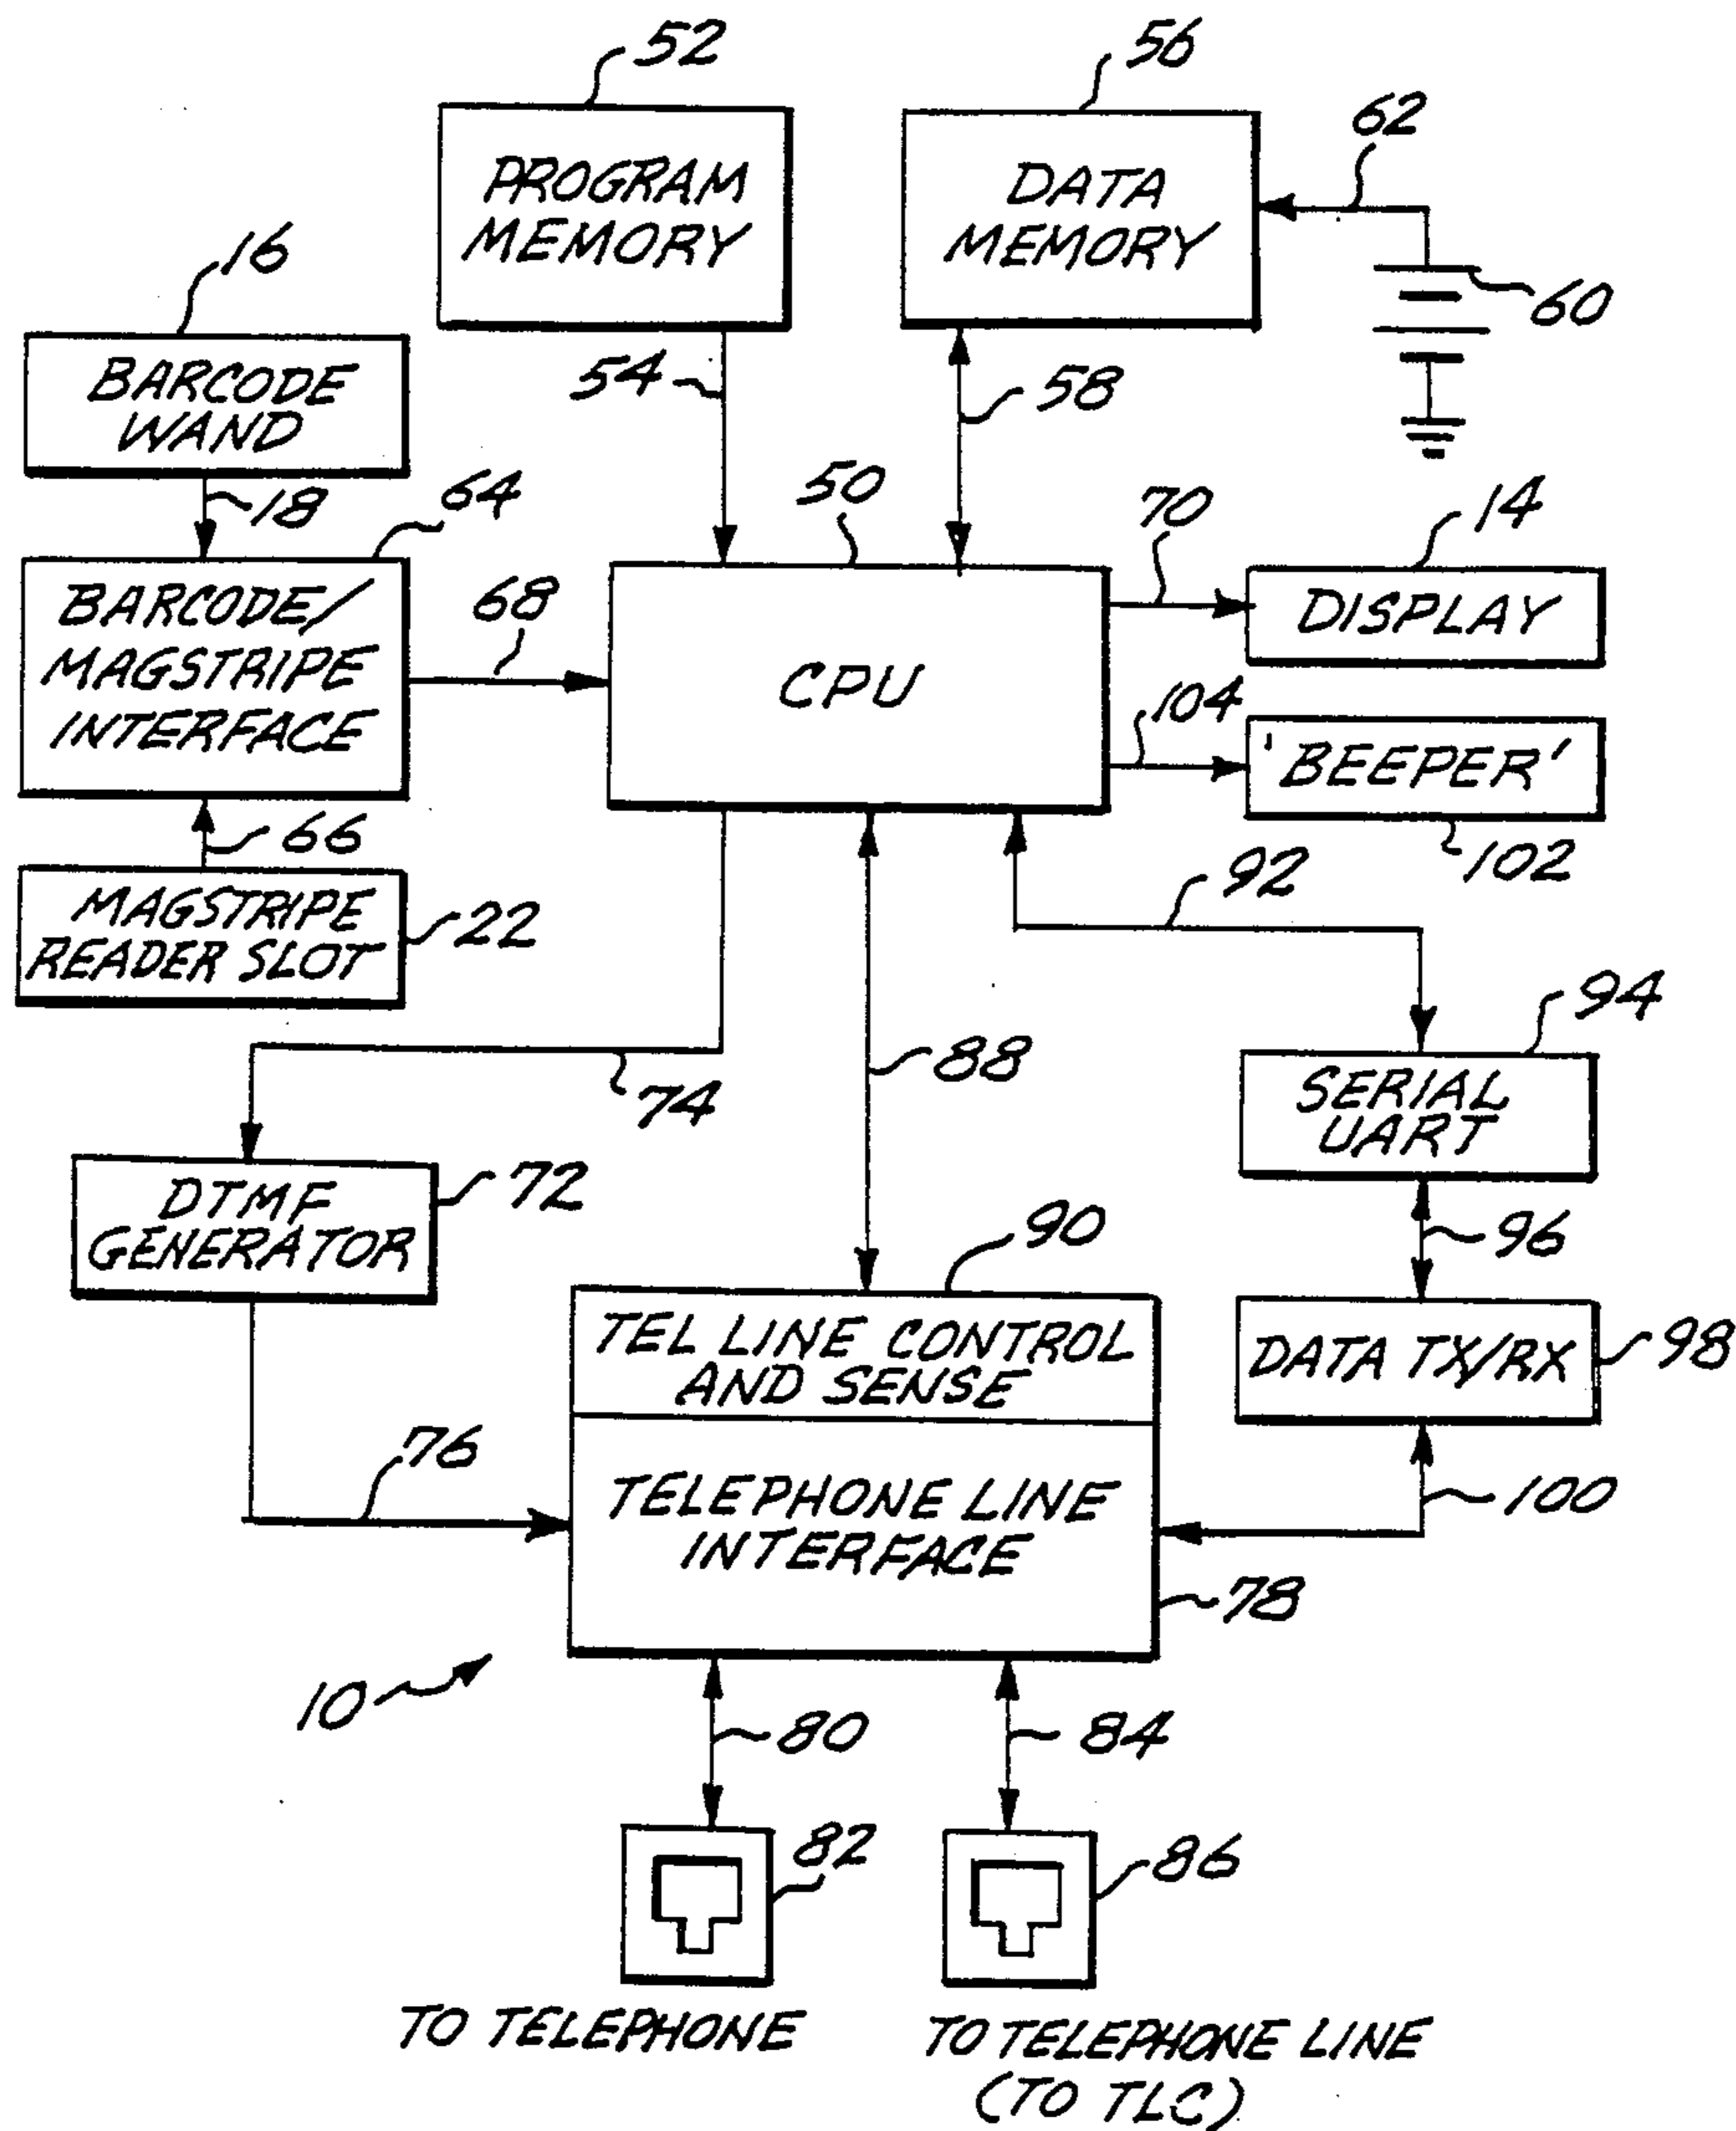 52
56
62
PROGRAM
MEMORY
DATA
MEMORY
16
60
BARCODE
WAND
54
58
18
64
50
70
14
BARCODE/
MAGSTRIPE
INTERFACE
68
CPU
DISPLAY
104
'BEEPER'
66
102
MAGSTRIPE
READER SLOT
22
92
94
88
74
SERIAL
UART
DTMF
GENERATOR
72
90
96
TEL LINE CONTROL
AND SENSE
DATA TX/RX
98
76
TELEPHONE LINE
INTERFACE
100
78
10
80
84
82
86
TO TELEPHONE
TO TELEPHONE LINE
(TO TLC)